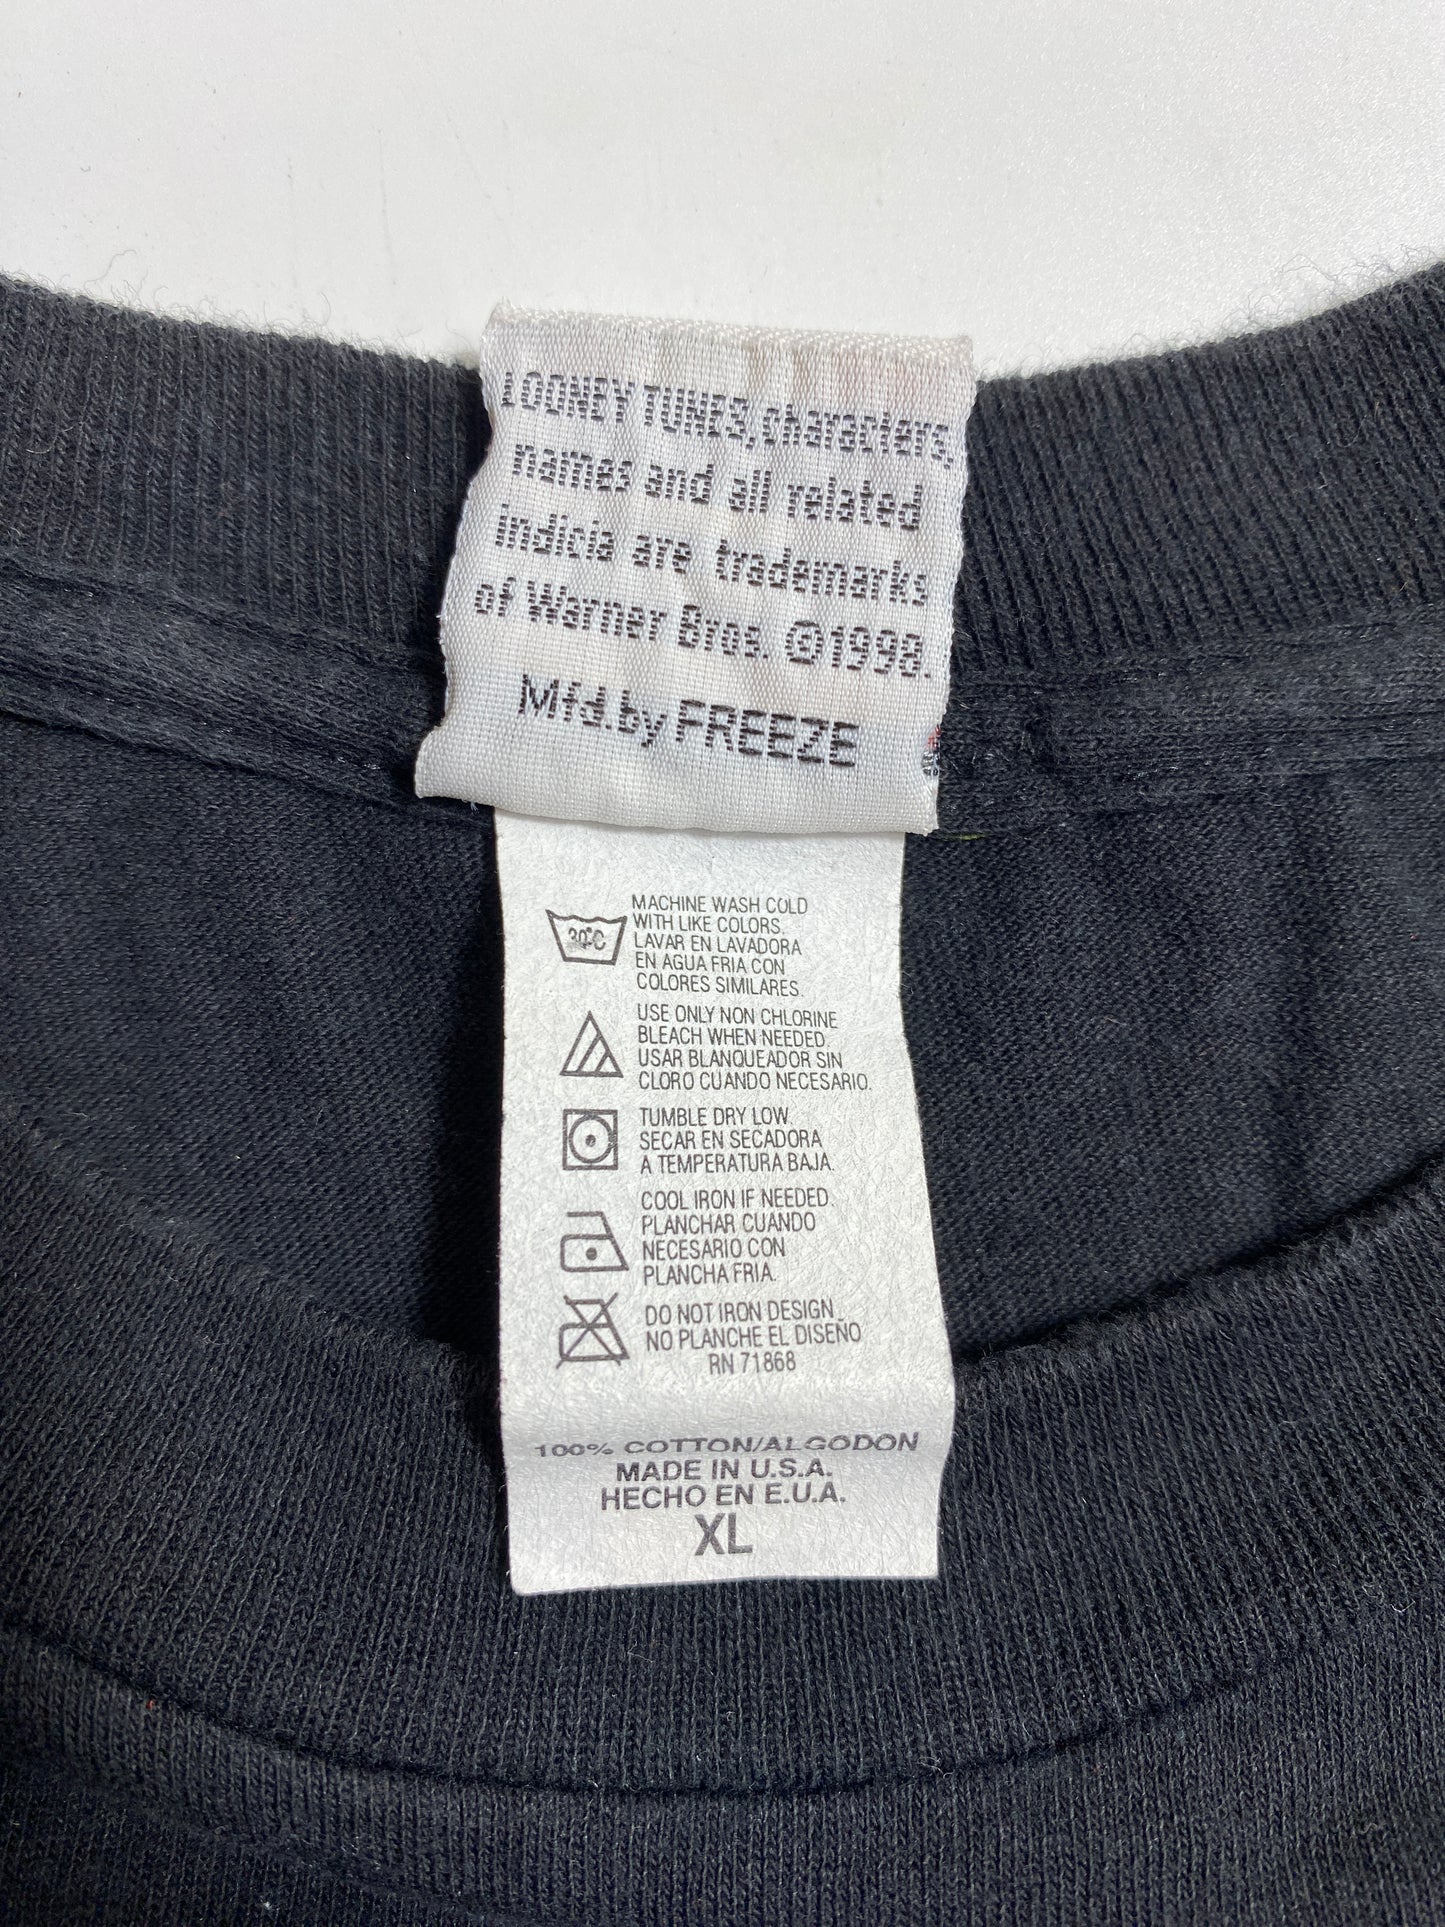 LOONEY TUNES, characters,
names and all related
indicia are trademarks
of Warner Bros. ©1998.
Mfd.by FREEZE
30°C
MACHINE WASH COLD
WITH LIKE COLORS.
LAVAR EN LAVADORA
EN AGUA FRIA CON
COLORES SIMILARES.
USE ONLY NON CHLORINE
BLEACH WHEN NEEDED.
USAR BLANQUEADOR SIN
CLORO CUANDO NECESARIO.
TUMBLE DRY LOW.
SECAR EN SECADORA
A TEMPERATURA BAJA.
COOL IRON IF NEEDED.
PLANCHAR CUANDO
NECESARIO CON
PLANCHA FRIA.
DO NOT IRON DESIGN
NO PLANCHE EL DISEÑO
RN 71868
100% COTTON/ALGODON
MADE IN U.S.A.
HECHO EN E.U.A.
XL